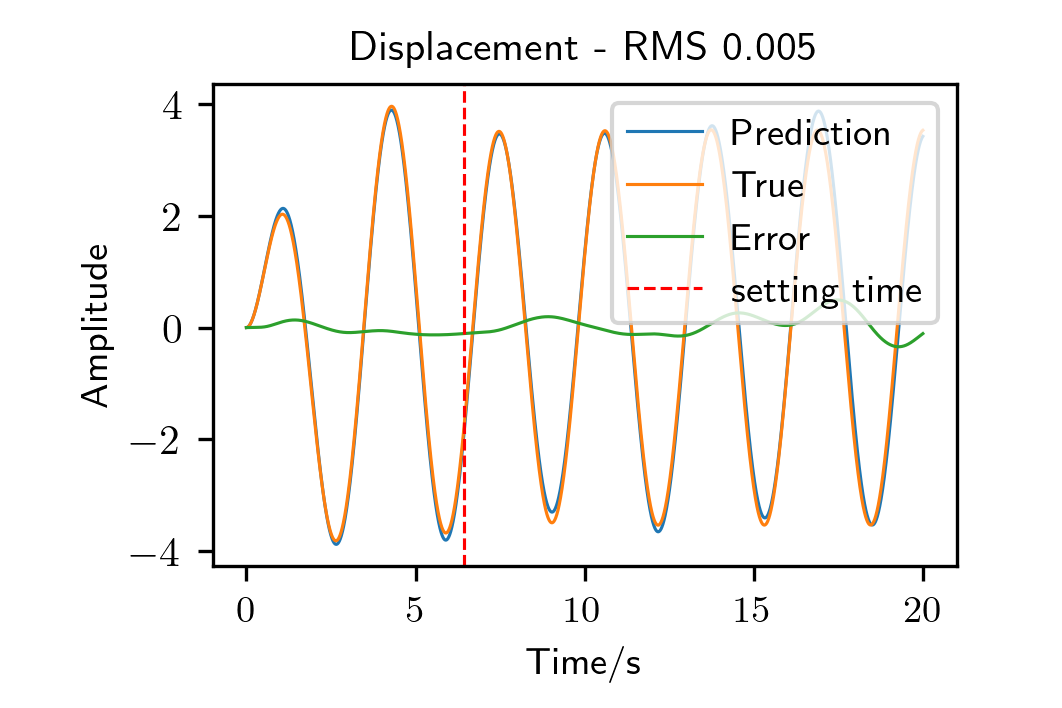 Displacement - RMS 0.005
4
2
0
−2
−4
Amplitude
Prediction
True
Error
setting time
0 5 10 15 20
Time/s